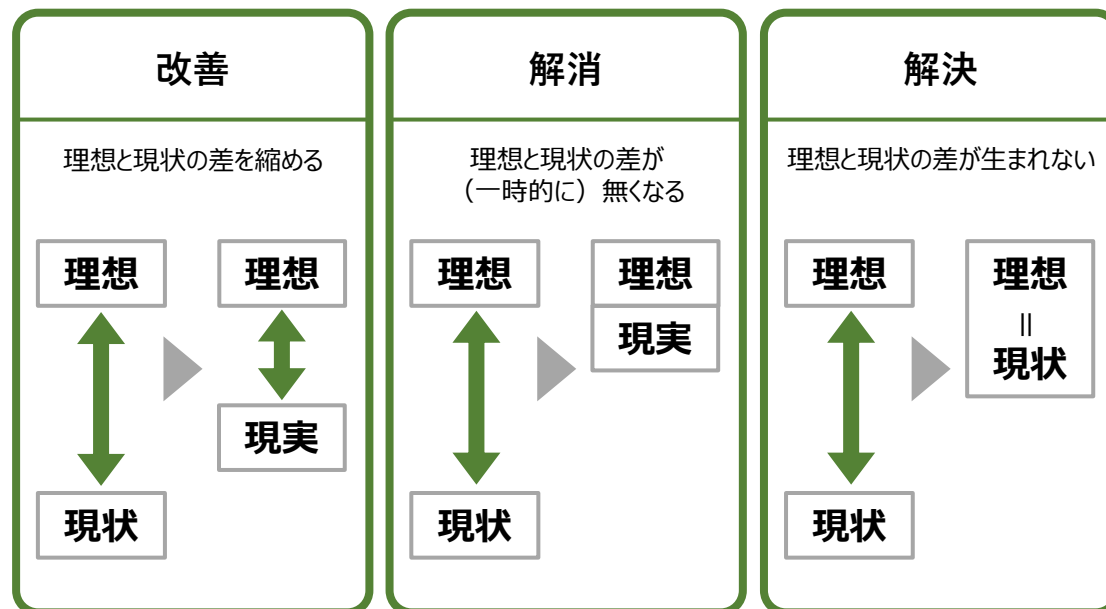 改善
理想と現状の差を縮める
理想
理想
現実
現状
解消
理想と現状の差が
（一時的に）無くなる
理想
理想
現実
現状
解決
理想と現状の差が生まれない
理想
理想
＝
現状
現状